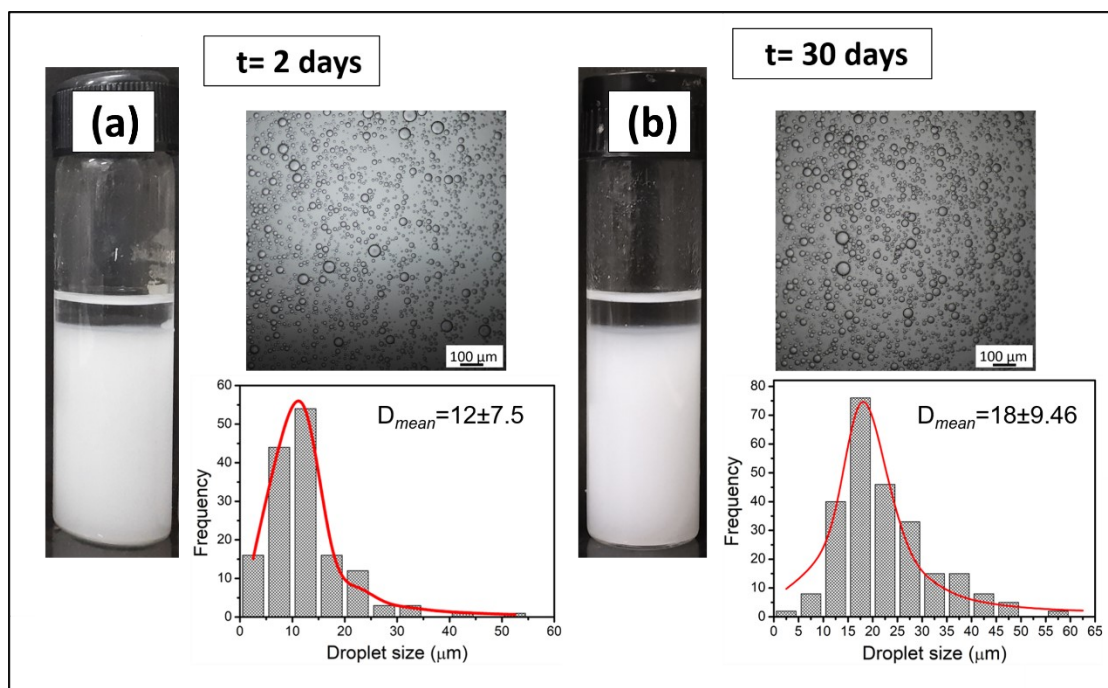 t= 2 days
(a)
100 μm
D_mean=12±7.5
Frequency
60
50
40
30
20
10
0
0 10 20 30 40 50 60
Droplet size (μm)
t= 30 days
(b)
100 μm
D_mean=18±9.46
Frequency
80
70
60
50
40
30
20
10
0
0 5 10 15 20 25 30 35 40 45 50 55 60 65
Droplet size (μm)